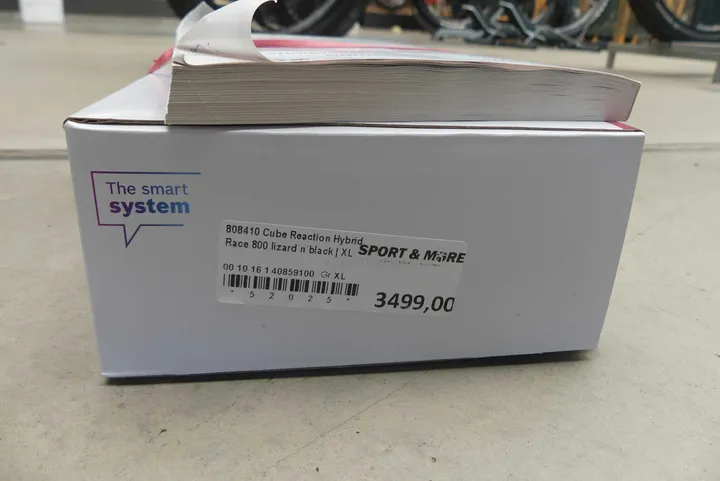 The smart
system
808410 Cube Reaction Hybrid
Race 800 lizard n black | XL
SPORT & MORE
00 10 16 1 40859100 Gr. XL
* 5 2 0 2 5 *
3499,00